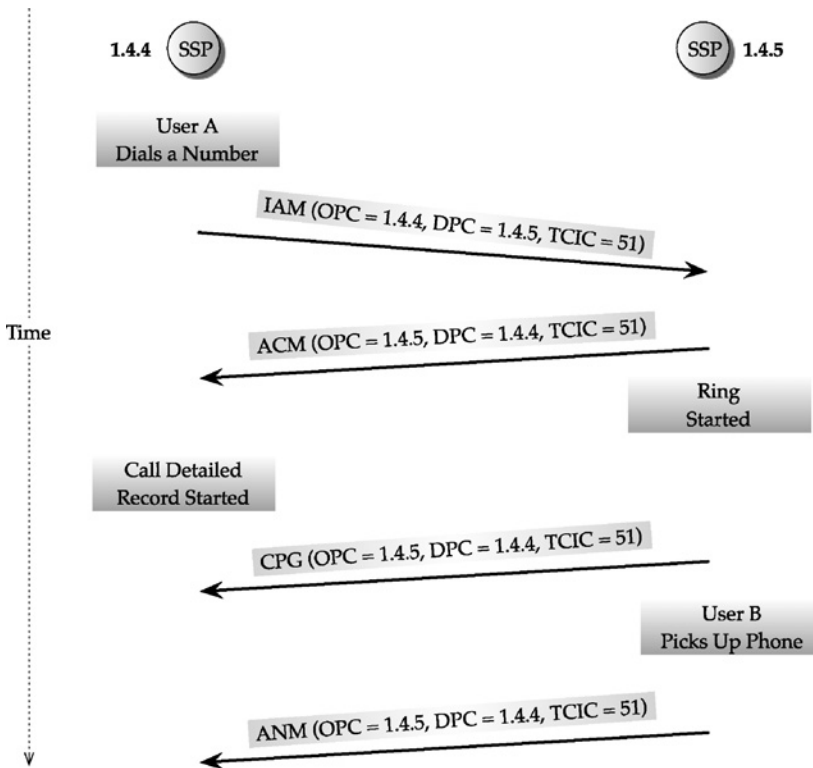 1.4.4 SSP
SSP 1.4.5
User A
Dials a Number
IAM (OPC = 1.4.4, DPC = 1.4.5, TCIC = 51)
Time
ACM (OPC = 1.4.5, DPC = 1.4.4, TCIC = 51)
Ring
Started
Call Detailed
Record Started
CPG (OPC = 1.4.5, DPC = 1.4.4, TCIC = 51)
User B
Picks Up Phone
ANM (OPC = 1.4.5, DPC = 1.4.4, TCIC = 51)